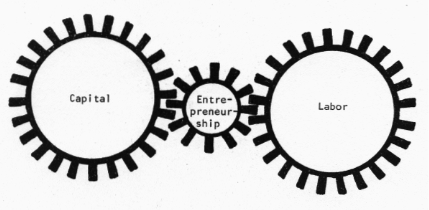 Capital
Entre-
preneur-
ship
Labor